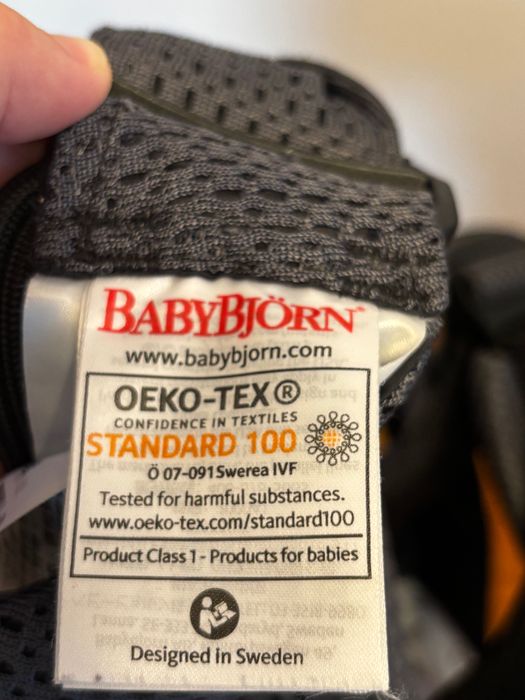 BABYBJÖRN
www.babybjorn.com
OEKO-TEX®
CONFIDENCE IN TEXTILES
STANDARD 100
Ö 07-091 Swerea IVF
Tested for harmful substances.
www.oeko-tex.com/standard100
Product Class 1 - Products for babies
Designed in Sweden